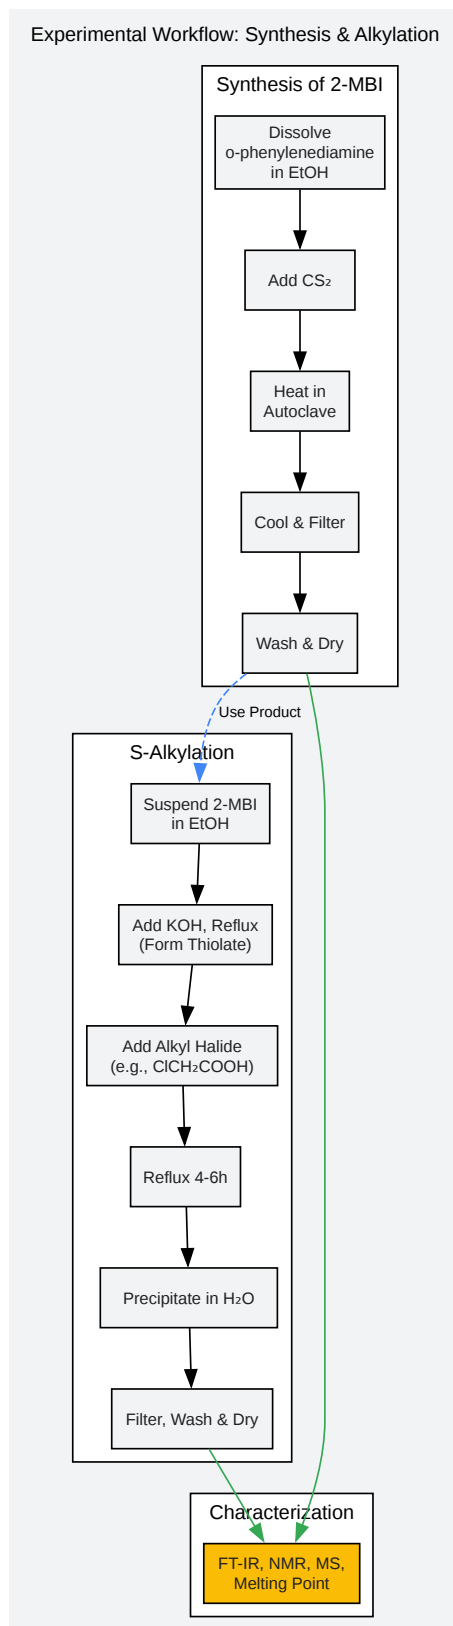 Experimental Workflow: Synthesis & Alkylation
Synthesis of 2-MBI
Dissolve
o-phenylenediamine
in EtOH
Add CS₂
Heat in
Autoclave
Cool & Filter
Wash & Dry
Use Product
S-Alkylation
Suspend 2-MBI
in EtOH
Add KOH, Reflux
(Form Thiolate)
Add Alkyl Halide
(e.g., ClCH₂COOH)
Reflux 4-6h
Precipitate in H₂O
Filter, Wash & Dry
Characterization
FT-IR, NMR, MS,
Melting Point